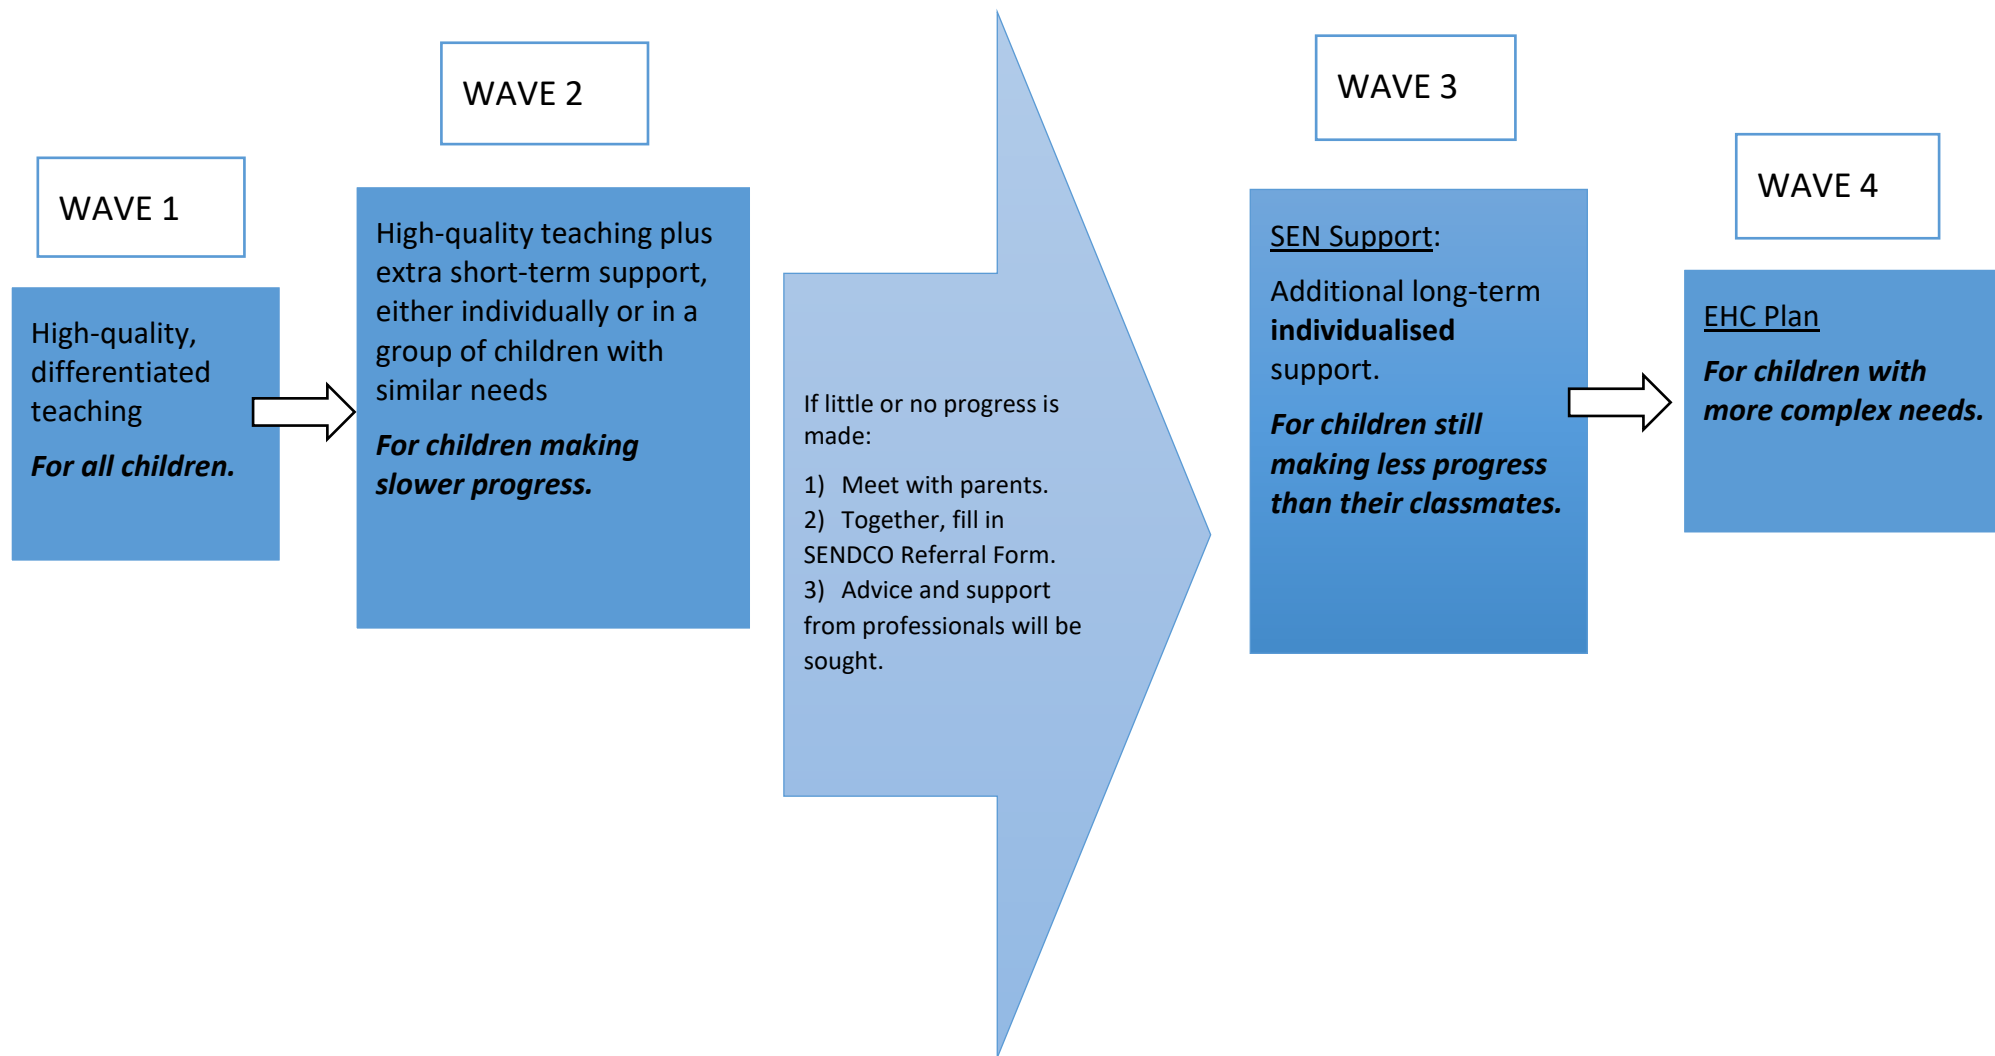 WAVE 1
High-quality,
differentiated
teaching
For all children.
WAVE 2
High-quality teaching plus
extra short-term support,
either individually or in a
group of children with
similar needs
For children making
slower progress.
If little or no progress is
made:
1) Meet with parents.
2) Together, fill in
SENDCO Referral Form.
3) Advice and support
from professionals will be
sought.
WAVE 3
SEN Support:
Additional long-term
individualised
support.
For children still
making less progress
than their classmates.
WAVE 4
EHC Plan
For children with
more complex needs.